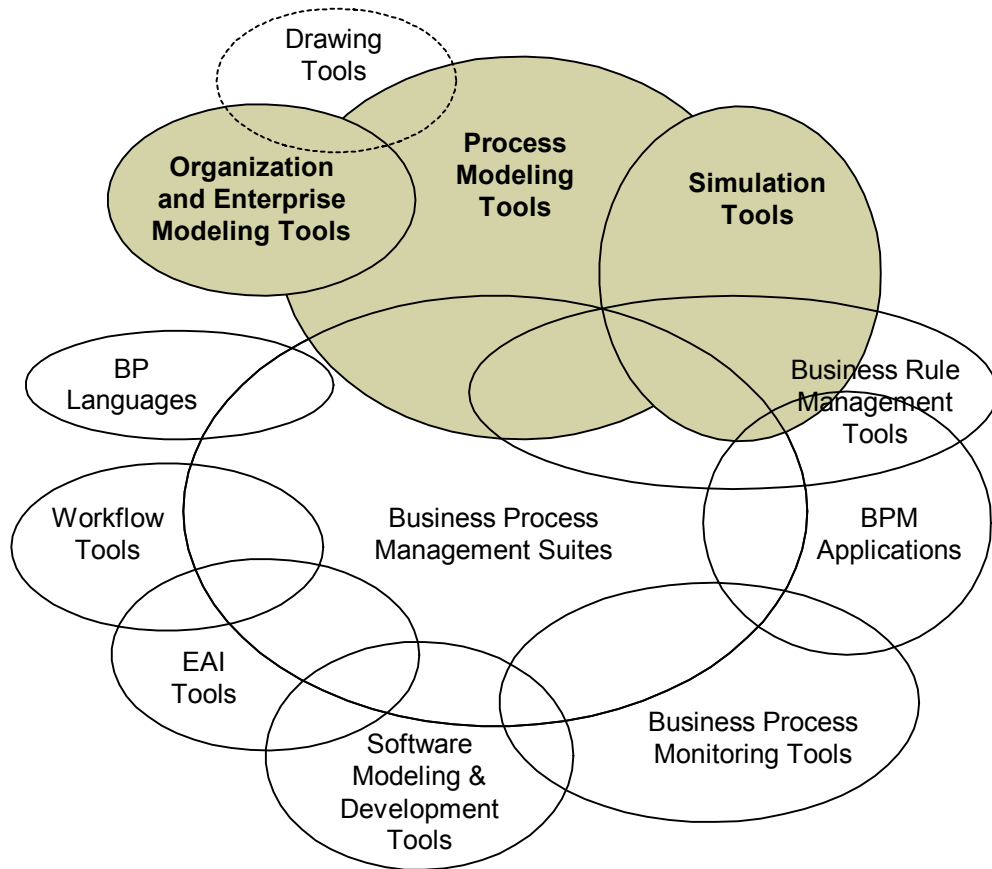 Drawing
Tools
Organization
and Enterprise
Modeling Tools
Process
Modeling
Tools
Simulation
Tools
BP
Languages
Business Rule
Management
Tools
Workflow
Tools
Business Process
Management Suites
BPM
Applications
EAI
Tools
Software
Modeling &
Development
Tools
Business Process
Monitoring Tools